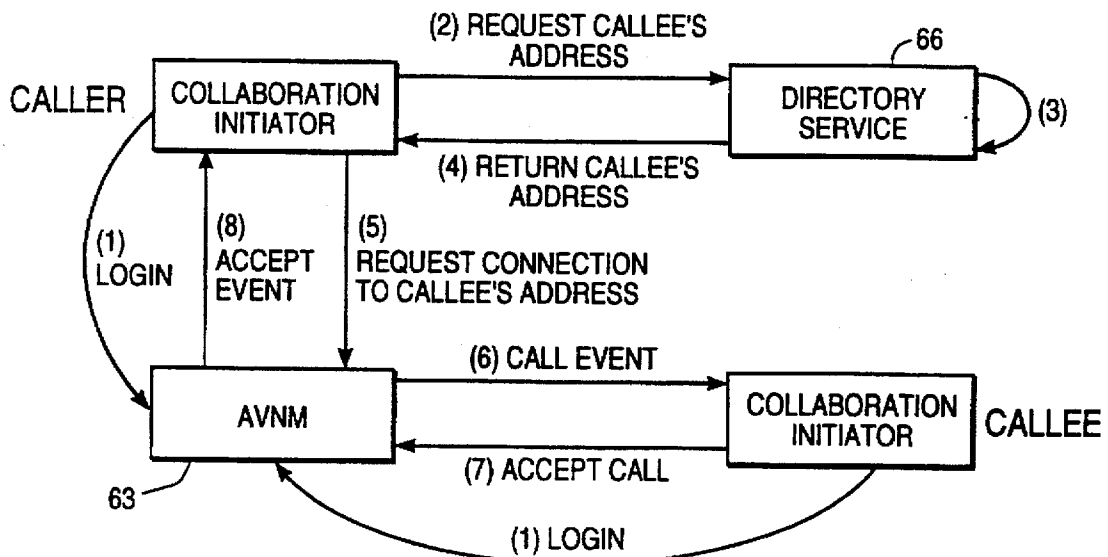 (2) REQUEST CALLEE'S
ADDRESS
66
CALLER
COLLABORATION
INITIATOR
DIRECTORY
SERVICE
(3)
(4) RETURN CALLEE'S
ADDRESS
(1)
LOGIN
(8)
ACCEPT
EVENT
(5)
REQUEST CONNECTION
TO CALLEE'S ADDRESS
(6) CALL EVENT
AVNM
COLLABORATION
INITIATOR
CALLEE
(7) ACCEPT CALL
63
(1) LOGIN